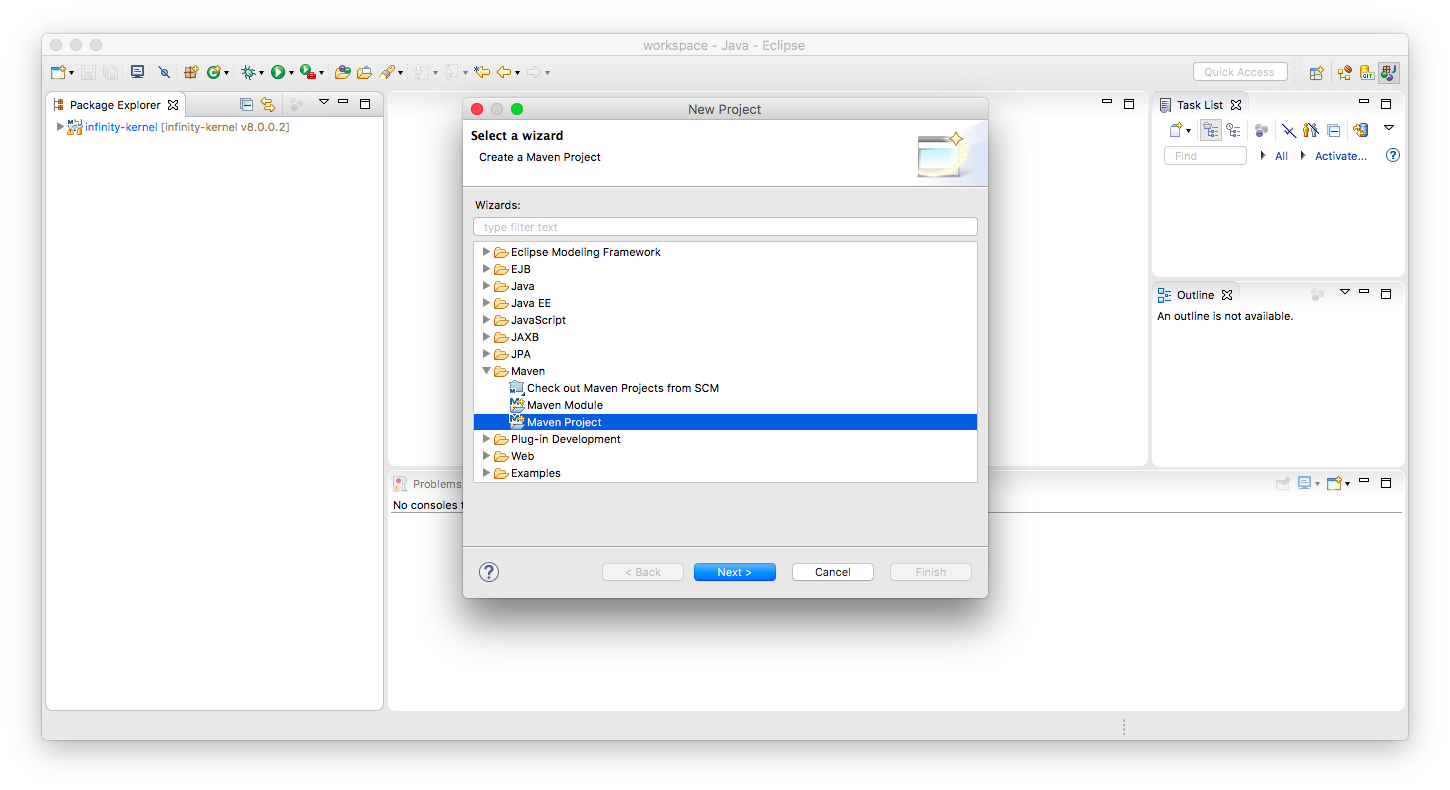 workspace - Java - Eclipse
Quick Access
Package Explorer
infinity-kernel [infinity-kernel v8.0.0.2]
New Project
Select a wizard
Create a Maven Project
Wizards:
type filter text
Eclipse Modeling Framework
EJB
Java
Java EE
JavaScript
JAXB
JPA
Maven
Check out Maven Projects from SCM
Maven Module
Maven Project
Plug-in Development
Web
Examples
?
< Back
Next >
Cancel
Finish
Task List
Find
All
Activate...
?
Outline
An outline is not available.
Problems
No consoles